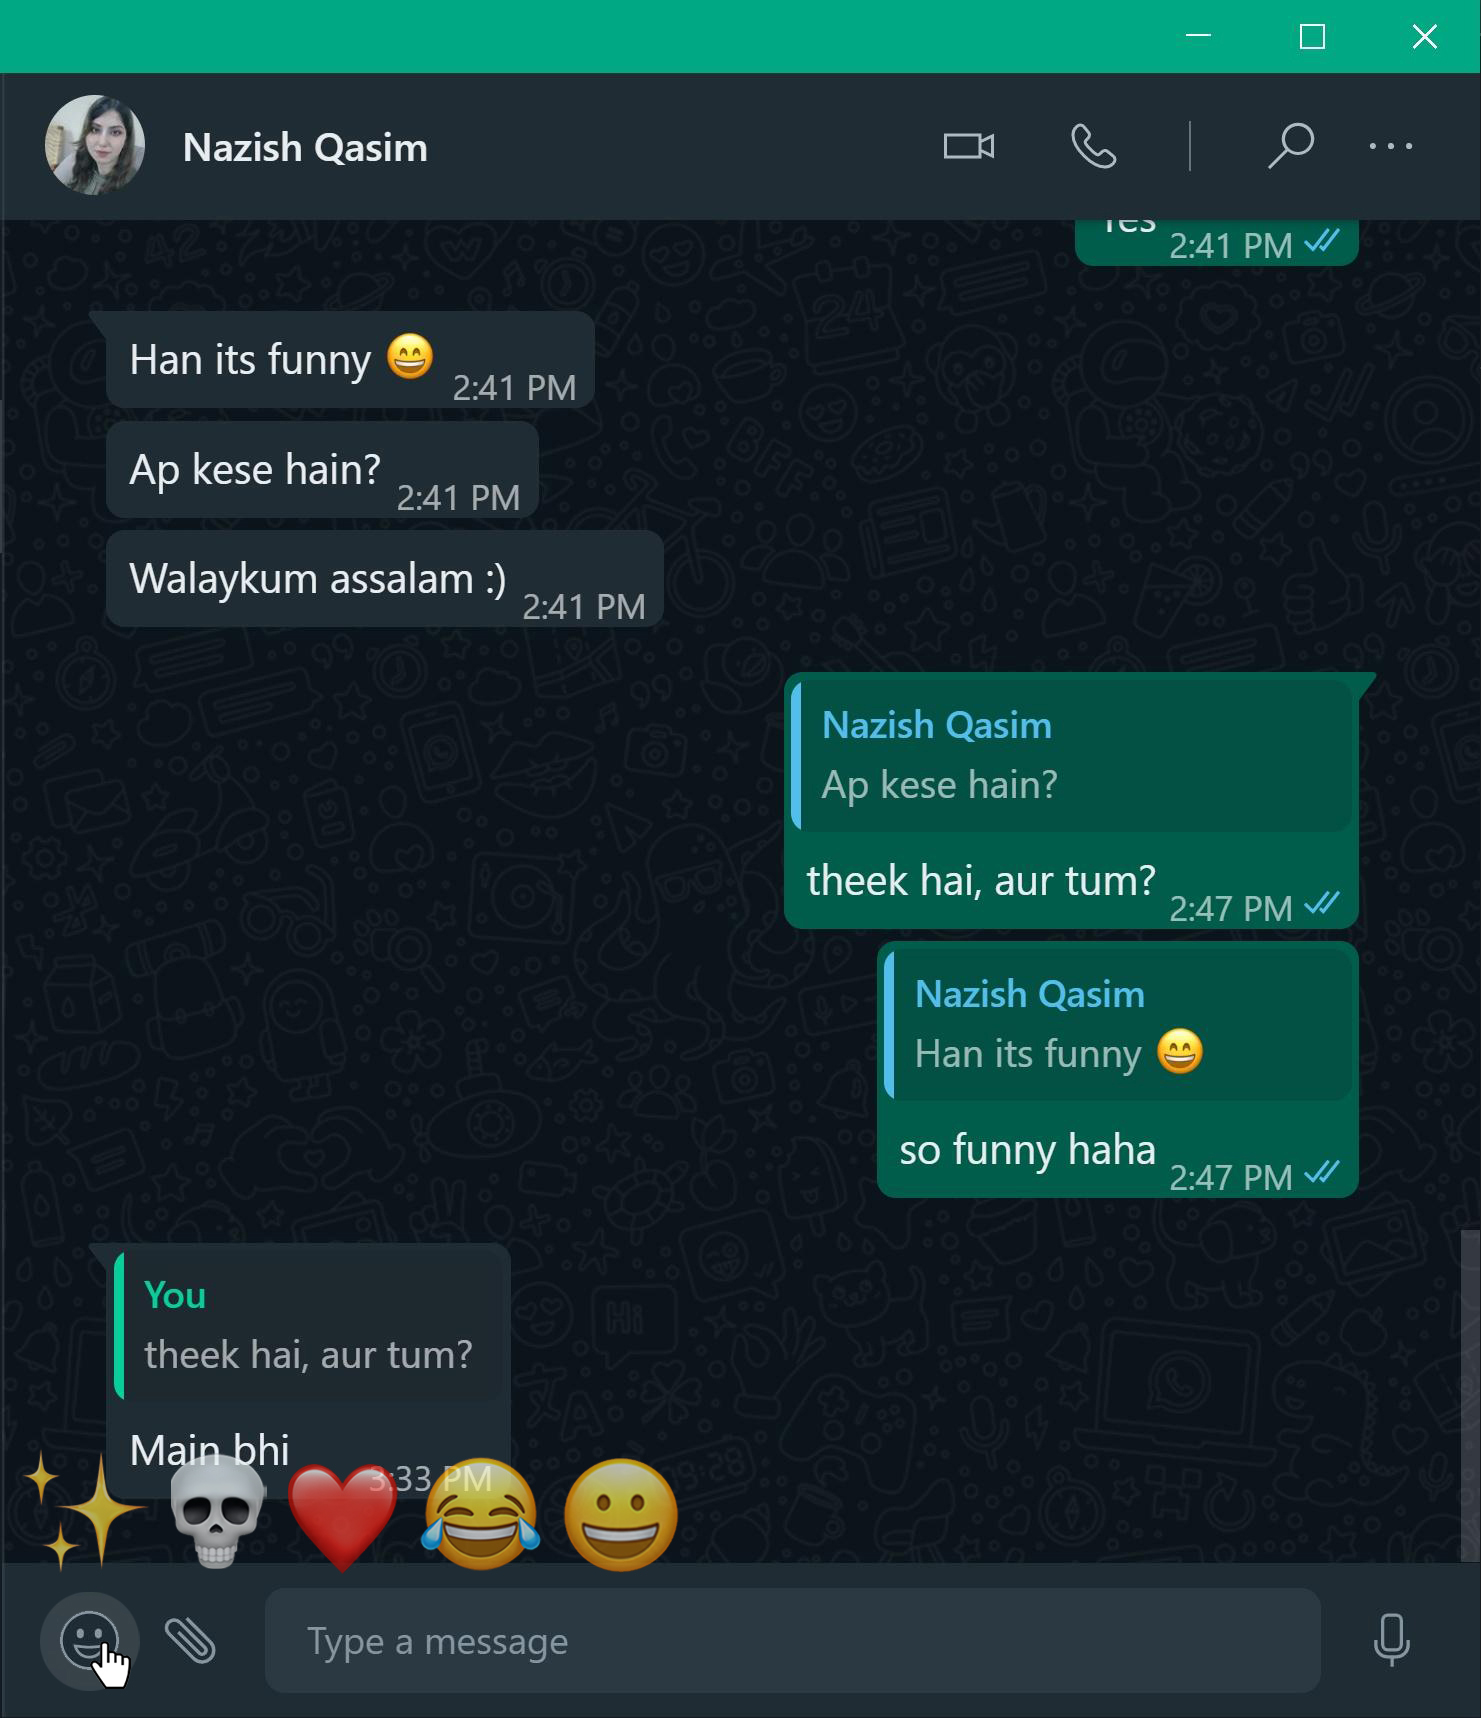 Nazish Qasim
Yes
2:41 PM
Han its funny 😄
2:41 PM
Ap kese hain?
2:41 PM
Walaykum assalam :)
2:41 PM
Nazish Qasim
Ap kese hain?
theek hai, aur tum?
2:47 PM
Nazish Qasim
Han its funny 😄
so funny haha
2:47 PM
You
theek hai, aur tum?
Main bhi
3:33 PM
Type a message